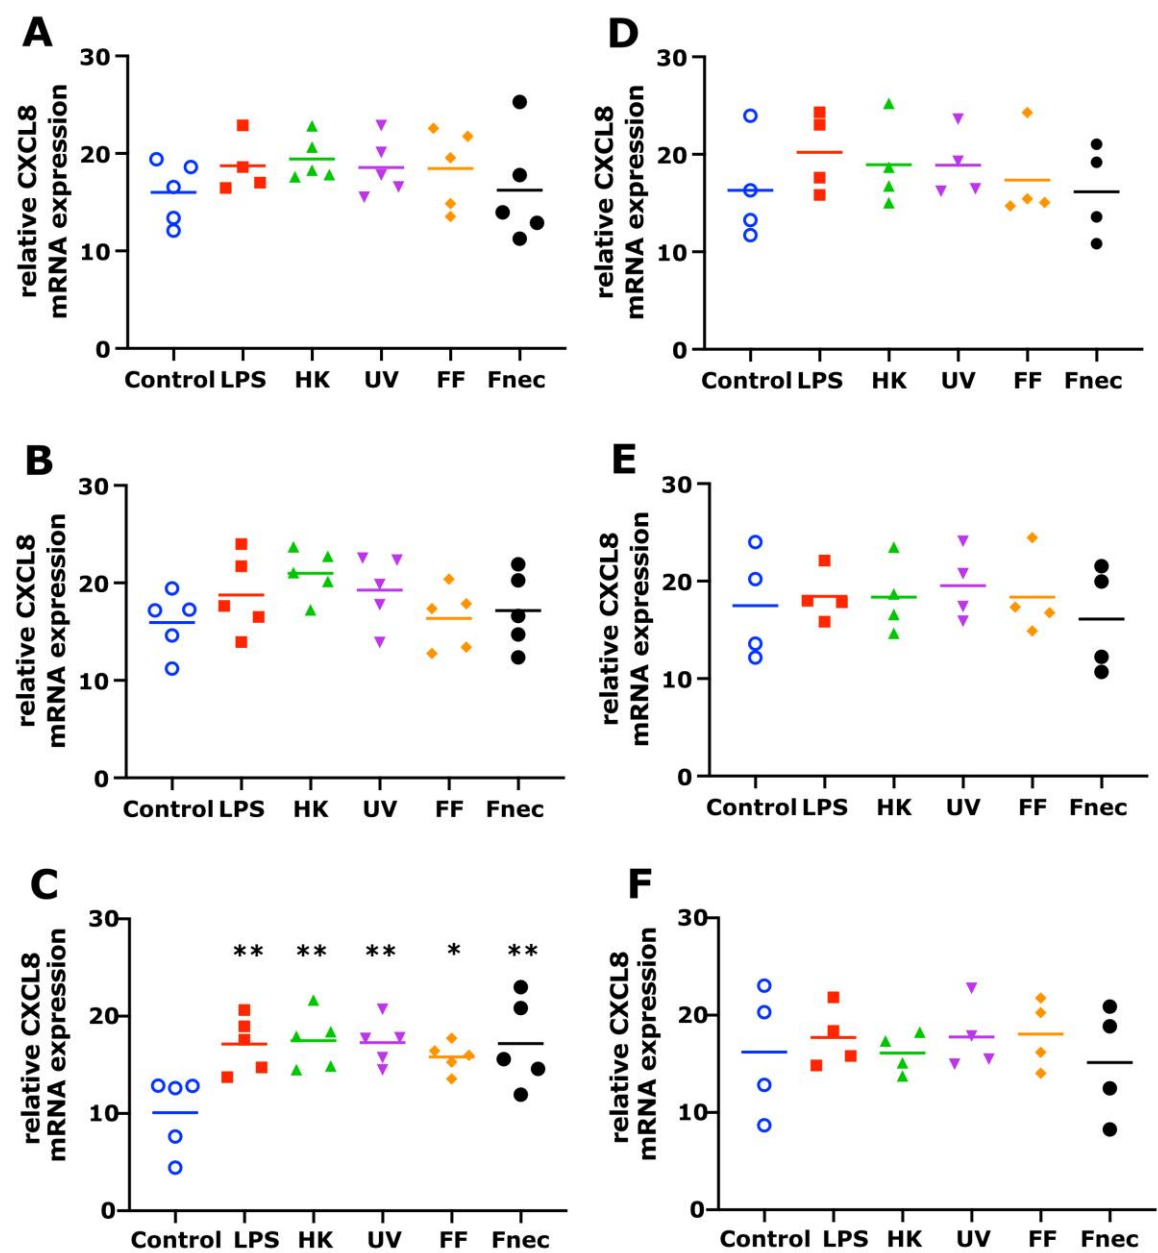 A
relative CXCL8
mRNA expression
30
20
10
0
Control LPS HK UV FF Fnec
D
relative CXCL8
mRNA expression
30
20
10
0
Control LPS HK UV FF Fnec
B
relative CXCL8
mRNA expression
30
20
10
0
Control LPS HK UV FF Fnec
E
relative CXCL8
mRNA expression
30
20
10
0
Control LPS HK UV FF Fnec
C
relative CXCL8
mRNA expression
30
20
10
0
** ** ** * **
Control LPS HK UV FF Fnec
F
relative CXCL8
mRNA expression
30
20
10
0
Control LPS HK UV FF Fnec